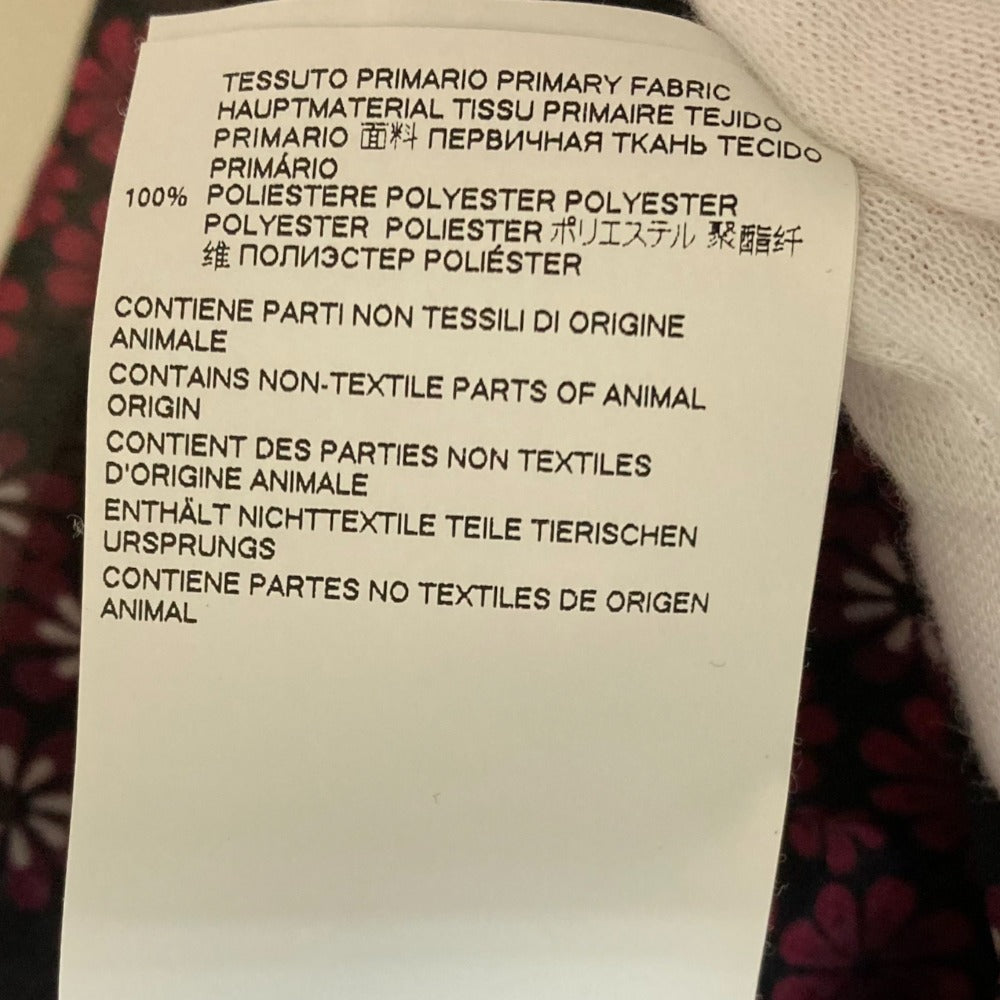 TESSUTO PRIMARIO PRIMARY FABRIC
HAUPTMATERIAL TISSU PRIMAIRE TEJIDO
PRIMARIO 面料 ПЕРВИЧНАЯ ТКАНЬ TECIDO
PRIMÁRIO
100% POLIESTERE POLYESTER POLYESTER
POLYESTER POLIESTER ポリエステル 聚酯纤
维 ПОЛИЭСТЕР POLIÉSTER
CONTIENE PARTI NON TESSILI DI ORIGINE
ANIMALE
CONTAINS NON-TEXTILE PARTS OF ANIMAL
ORIGIN
CONTIENT DES PARTIES NON TEXTILES
D'ORIGINE ANIMALE
ENTHÄLT NICHTTEXTILE TEILE TIERISCHEN
URSPRUNGS
CONTIENE PARTES NO TEXTILES DE ORIGEN
ANIMAL